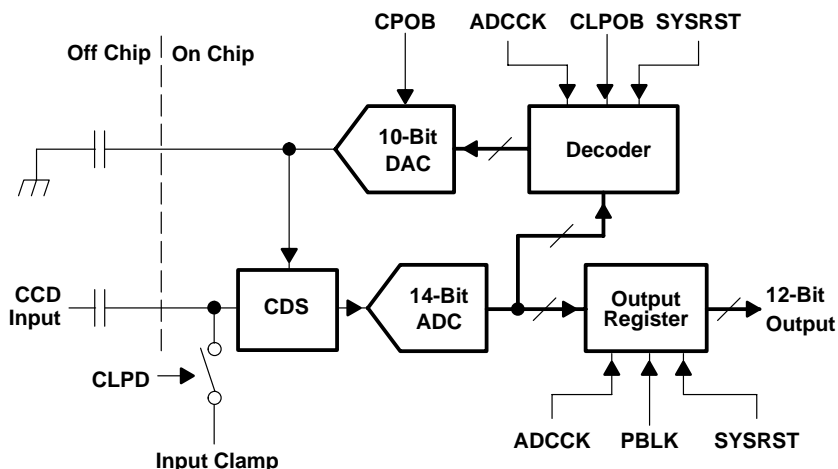 CPOB
ADCCK CLPOB SYSRST
Off Chip On Chip
10-Bit
DAC
Decoder
CCD
Input
CDS
14-Bit
ADC
Output
Register
12-Bit
Output
CLPD
ADCCK PBLK SYSRST
Input Clamp